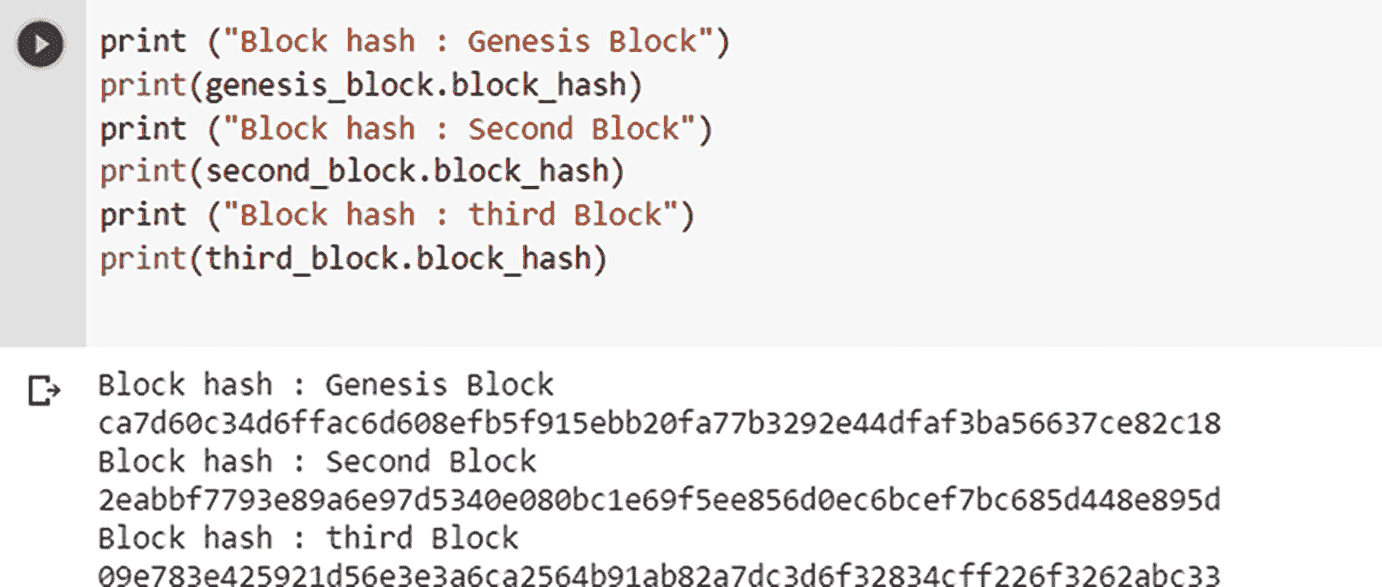 print ("Block hash : Genesis Block")
print(genesis_block.block_hash)
print ("Block hash : Second Block")
print(second_block.block_hash)
print ("Block hash : third Block")
print(third_block.block_hash)
Block hash : Genesis Block
ca7d60c34d6ffac6d608efb5f915ebb20fa77b3292e44dfaf3ba56637ce82c18
Block hash : Second Block
2eabbf7793e89a6e97d5340e080bc1e69f5ee856d0ec6bcef7bc685d448e895d
Block hash : third Block
09e783e425921d56e3e3a6ca2564b91ab82a7dc3d6f32834cff226f3262abc33